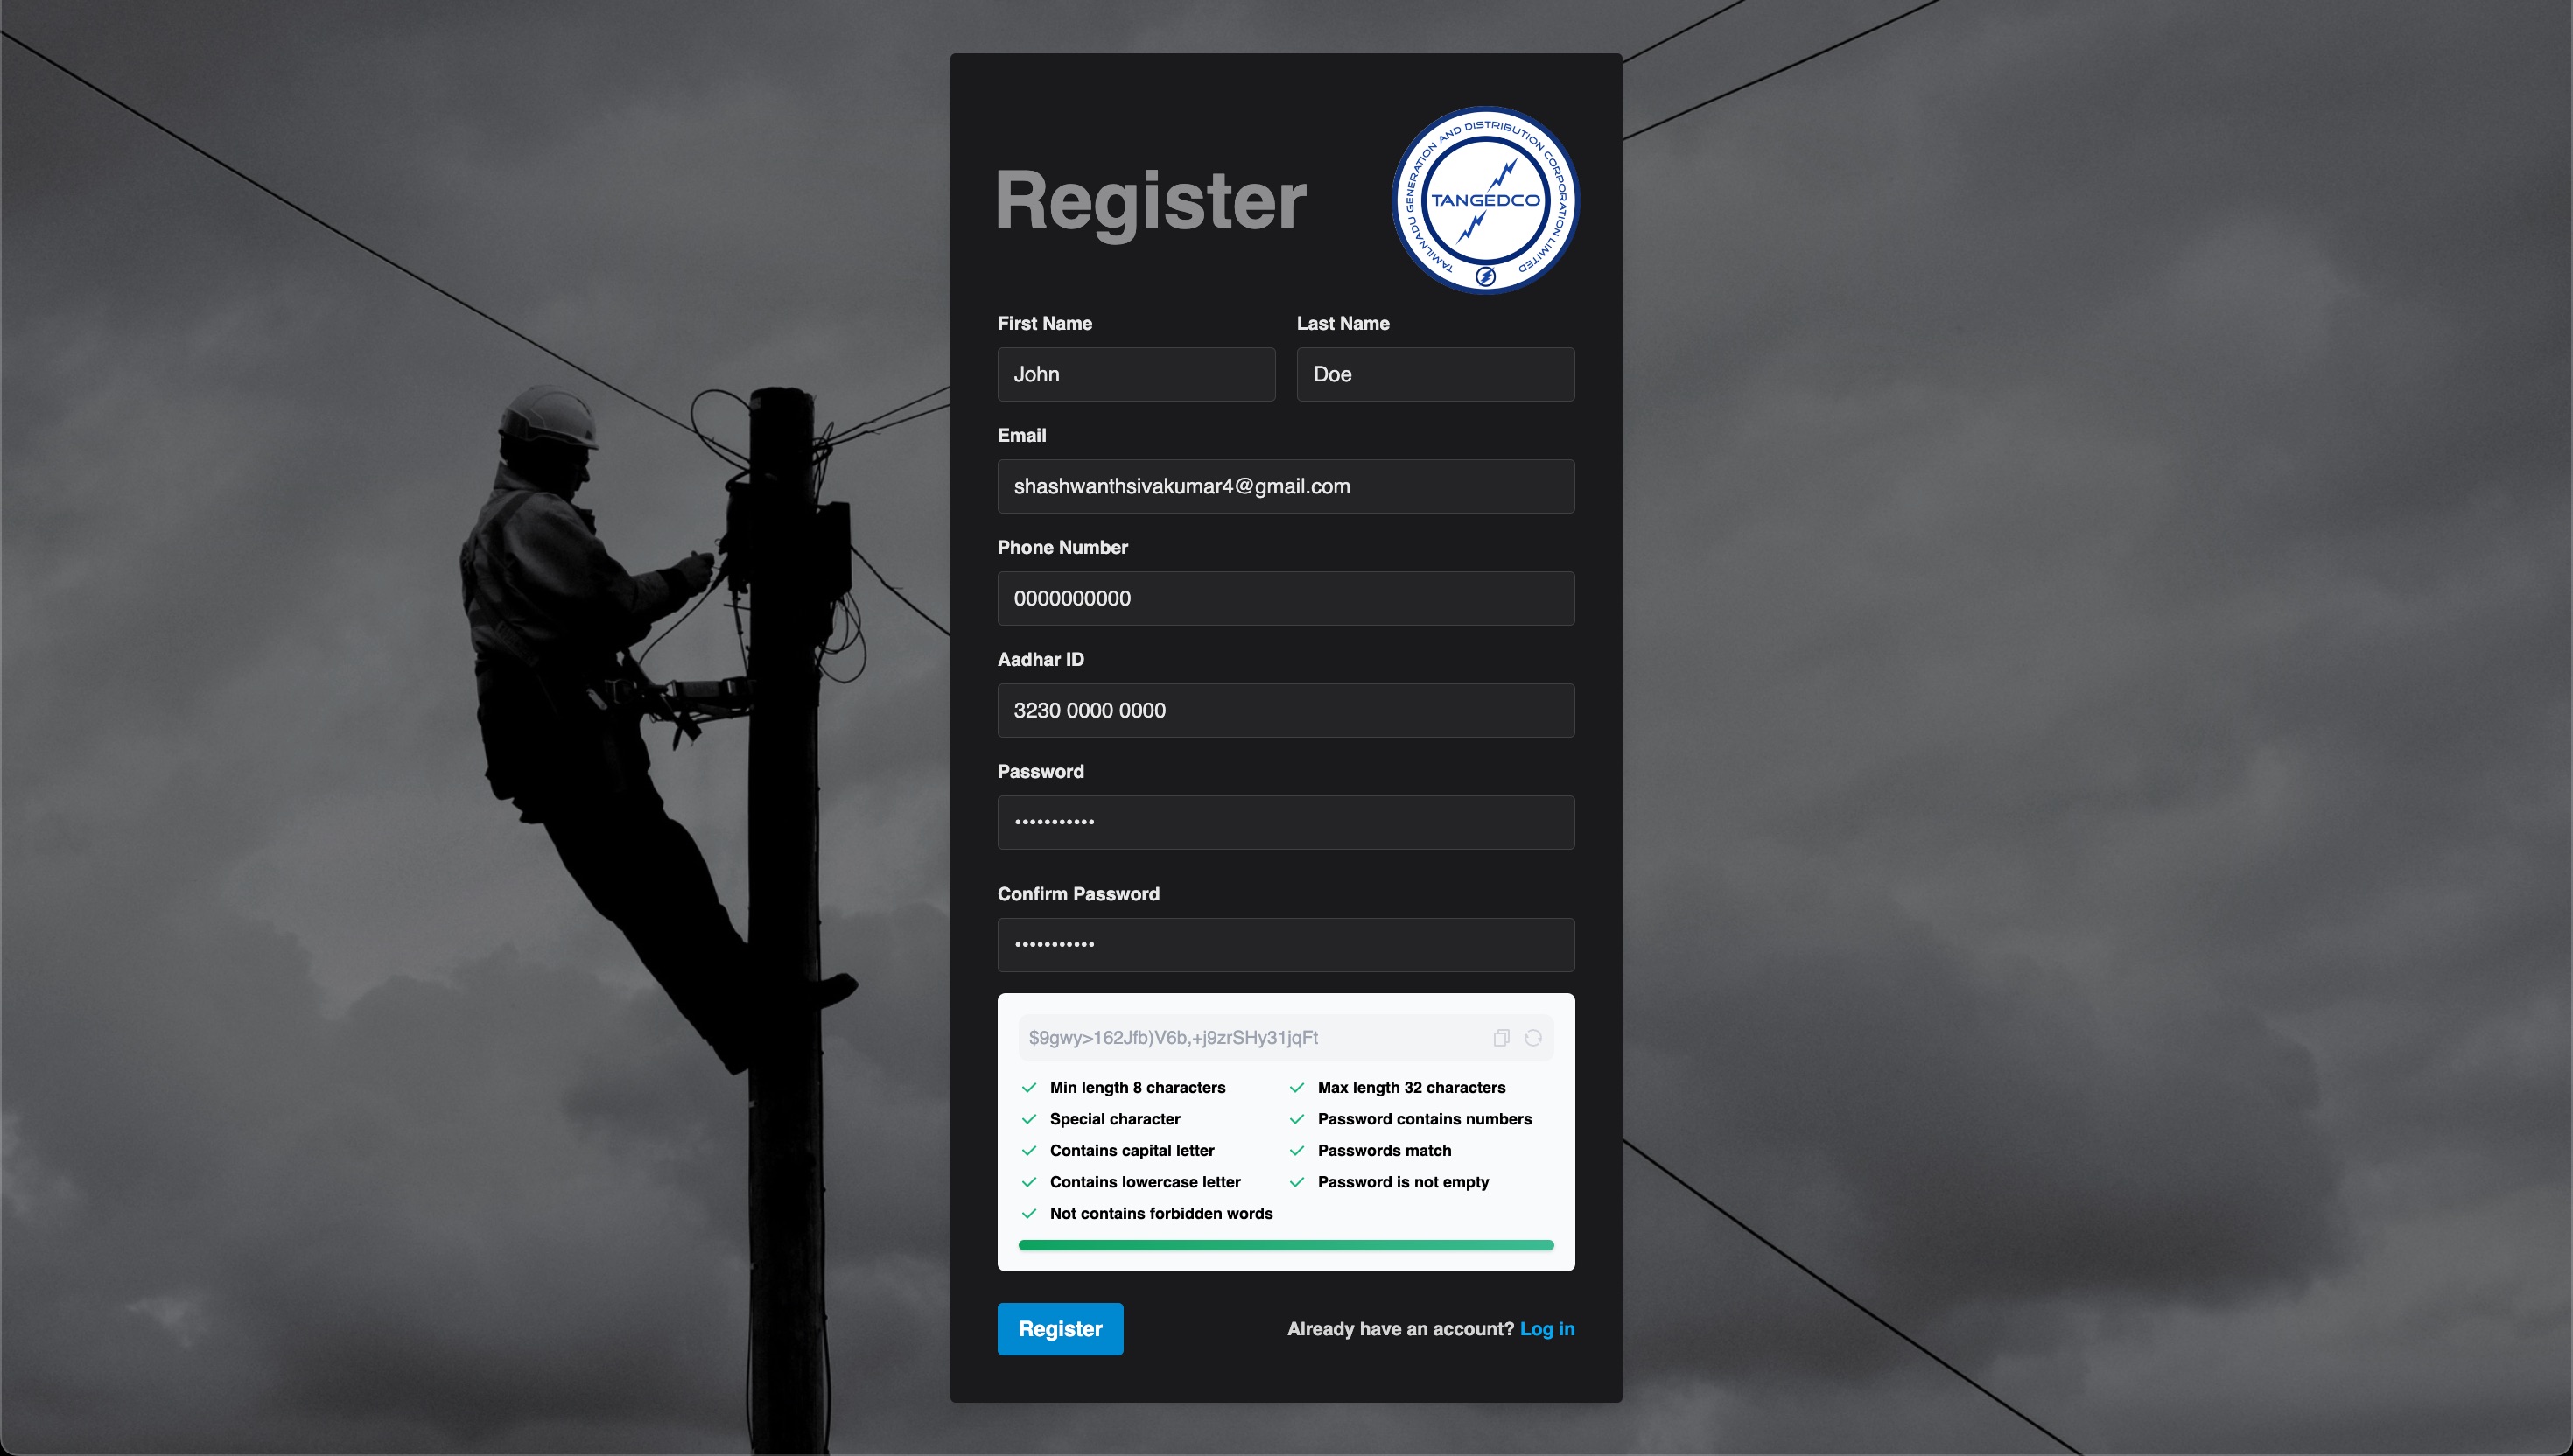 Register
TAMILNADU GENERATION AND DISTRIBUTION CORPORATION LIMITED
TANGEDCO
First Name
Last Name
John
Doe
Email
shashwanthsivakumar4@gmail.com
Phone Number
0000000000
Aadhar ID
3230 0000 0000
Password
•••••••••••
Confirm Password
•••••••••••
$9gwy>162Jfb)V6b,+j9zrSHy31jqFt
Min length 8 characters
Max length 32 characters
Special character
Password contains numbers
Contains capital letter
Passwords match
Contains lowercase letter
Password is not empty
Not contains forbidden words
Register
Already have an account? Log in